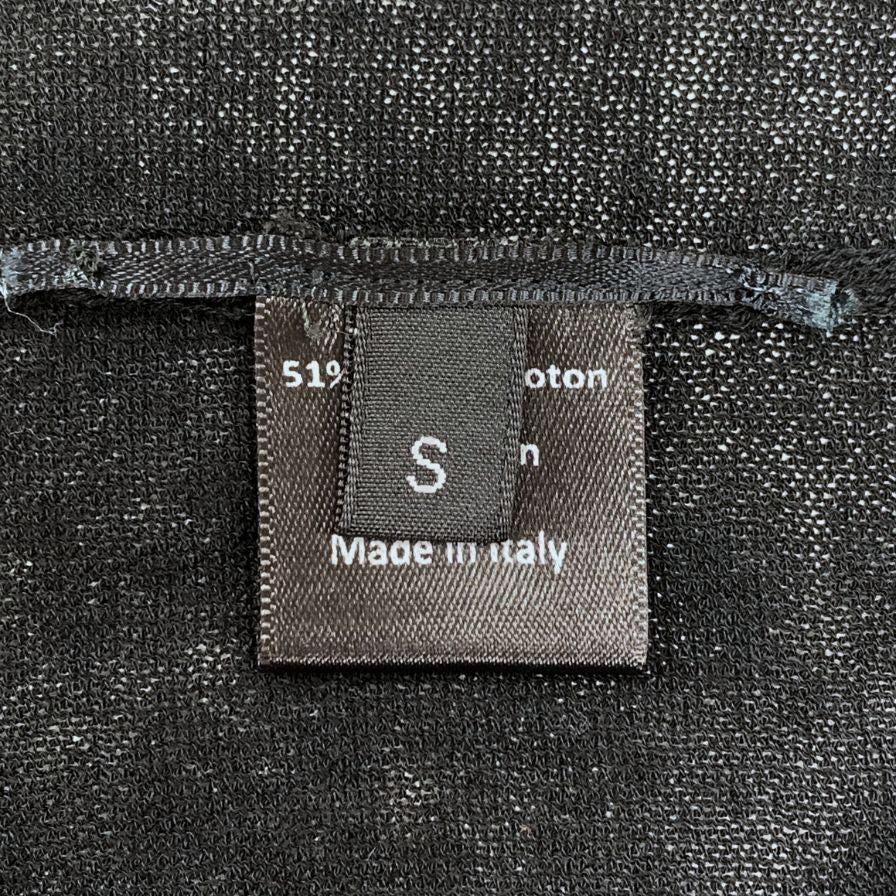 51% oton
S
n
Made in Italy